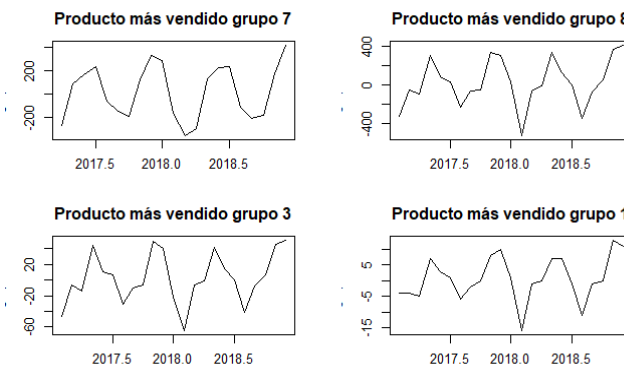 Producto más vendido grupo 7
200
-200
2017.5 2018.0 2018.5
Producto más vendido grupo 8
400
0
-400
2017.5 2018.0 2018.5
Producto más vendido grupo 3
20
-20
-60
2017.5 2018.0 2018.5
Producto más vendido grupo 1
5
-5
-15
2017.5 2018.0 2018.5